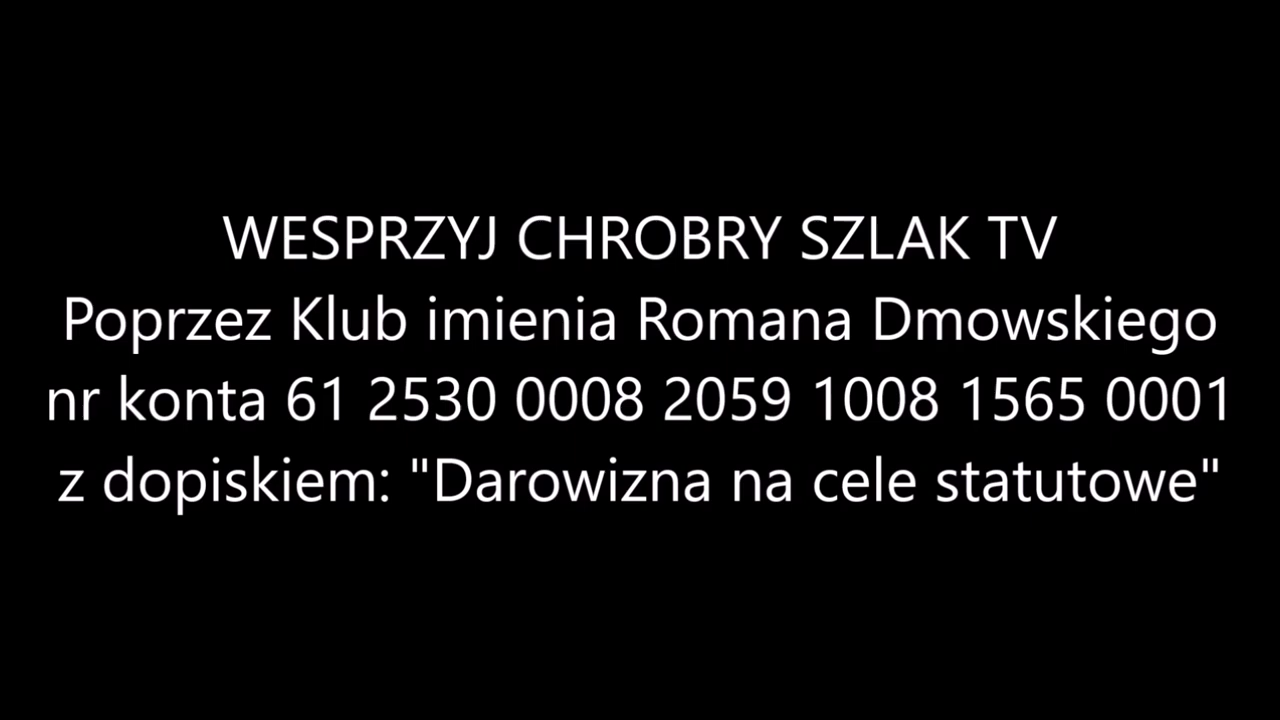 WESPRZYJ CHROBRY SZLAK TV
Poprzez Klub imienia Romana Dmowskiego
nr konta 61 2530 0008 2059 1008 1565 0001
z dopiskiem: "Darowizna na cele statutowe"